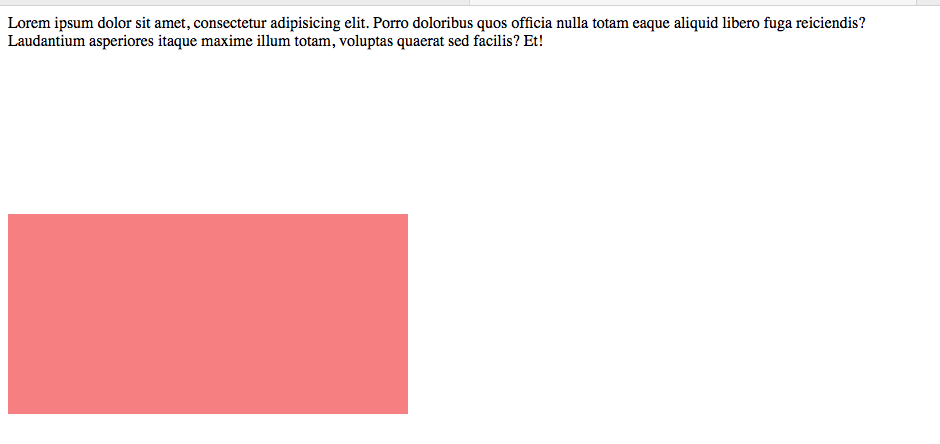 Lorem ipsum dolor sit amet, consectetur adipisicing elit. Porro doloribus quos officia nulla totam eaque aliquid libero fuga reiciendis?
Laudantium asperiores itaque maxime illum totam, voluptas quaerat sed facilis? Et!